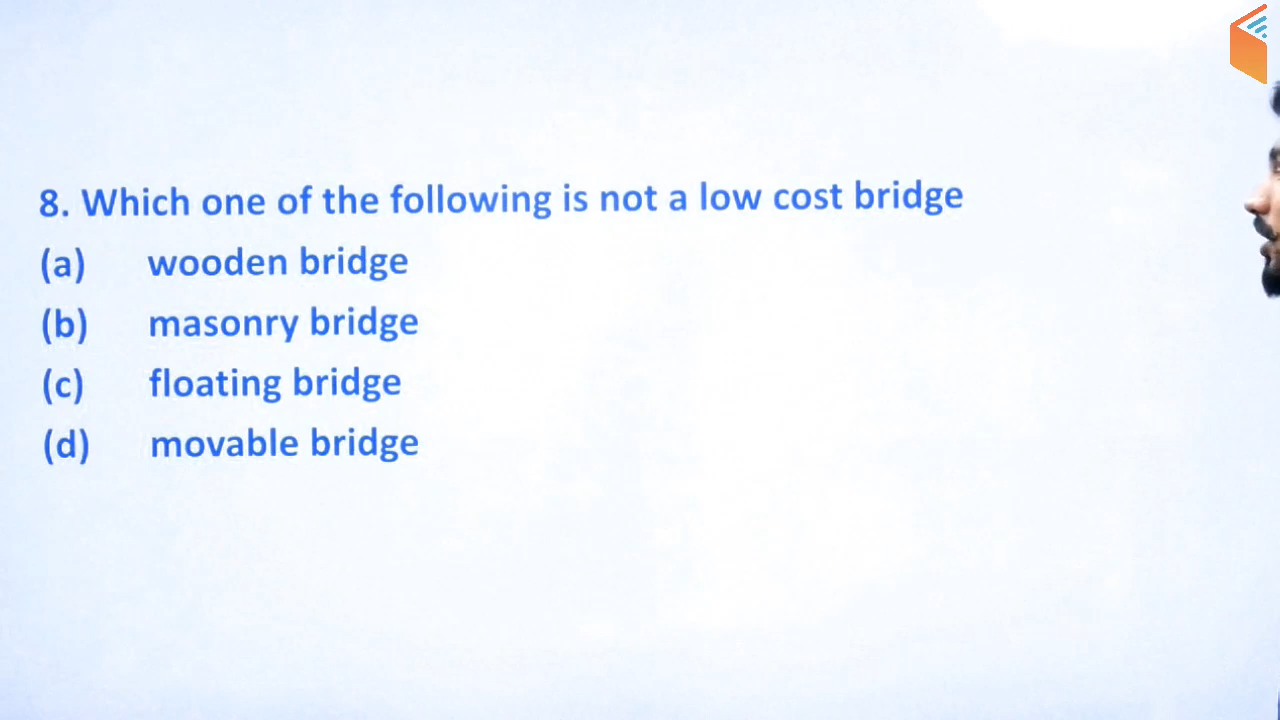 8. Which one of the following is not a low cost bridge
(a) wooden bridge
(b) masonry bridge
(c) floating bridge
(d) movable bridge